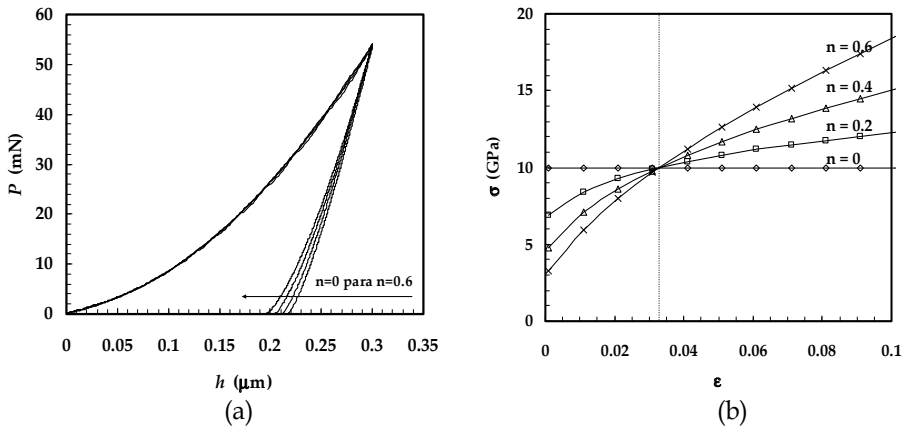 60
50
40
30
20
10
0
P (mN)
n=0 para n=0.6
0 0.05 0.1 0.15 0.2 0.25 0.3 0.35
h (μm)
(a)
20
15
10
5
0
σ (GPa)
n = 0.6
n = 0.4
n = 0.2
n = 0
0 0.02 0.04 0.06 0.08 0.1
ε
(b)